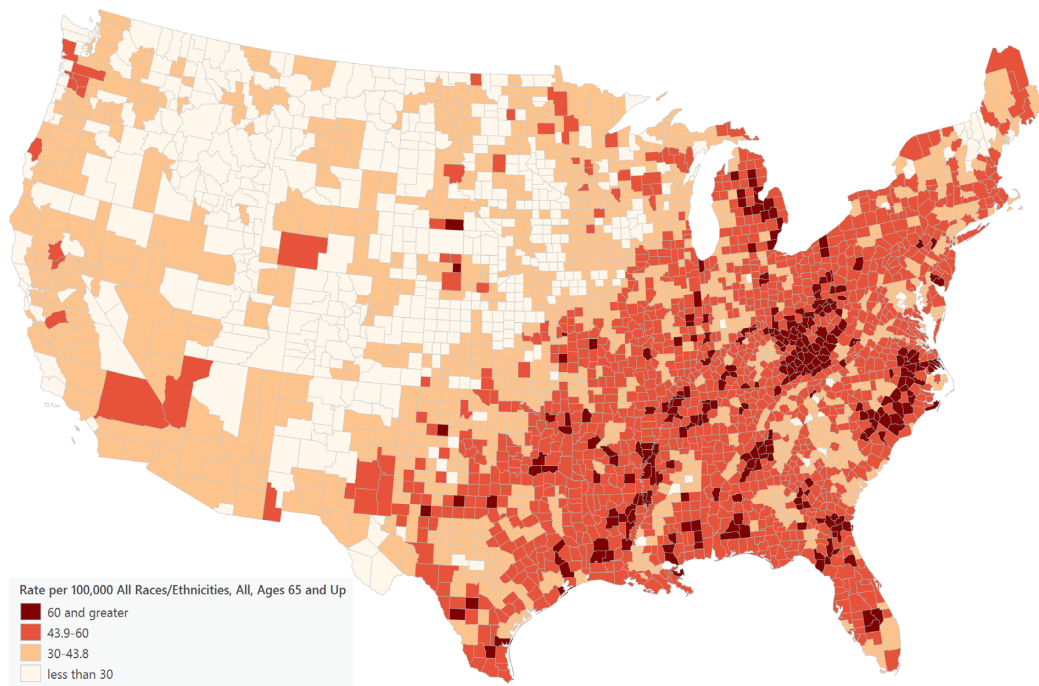 Rate per 100,000 All Races/Ethnicities, All, Ages 65 and Up
60 and greater
43.9-60
30-43.8
less than 30